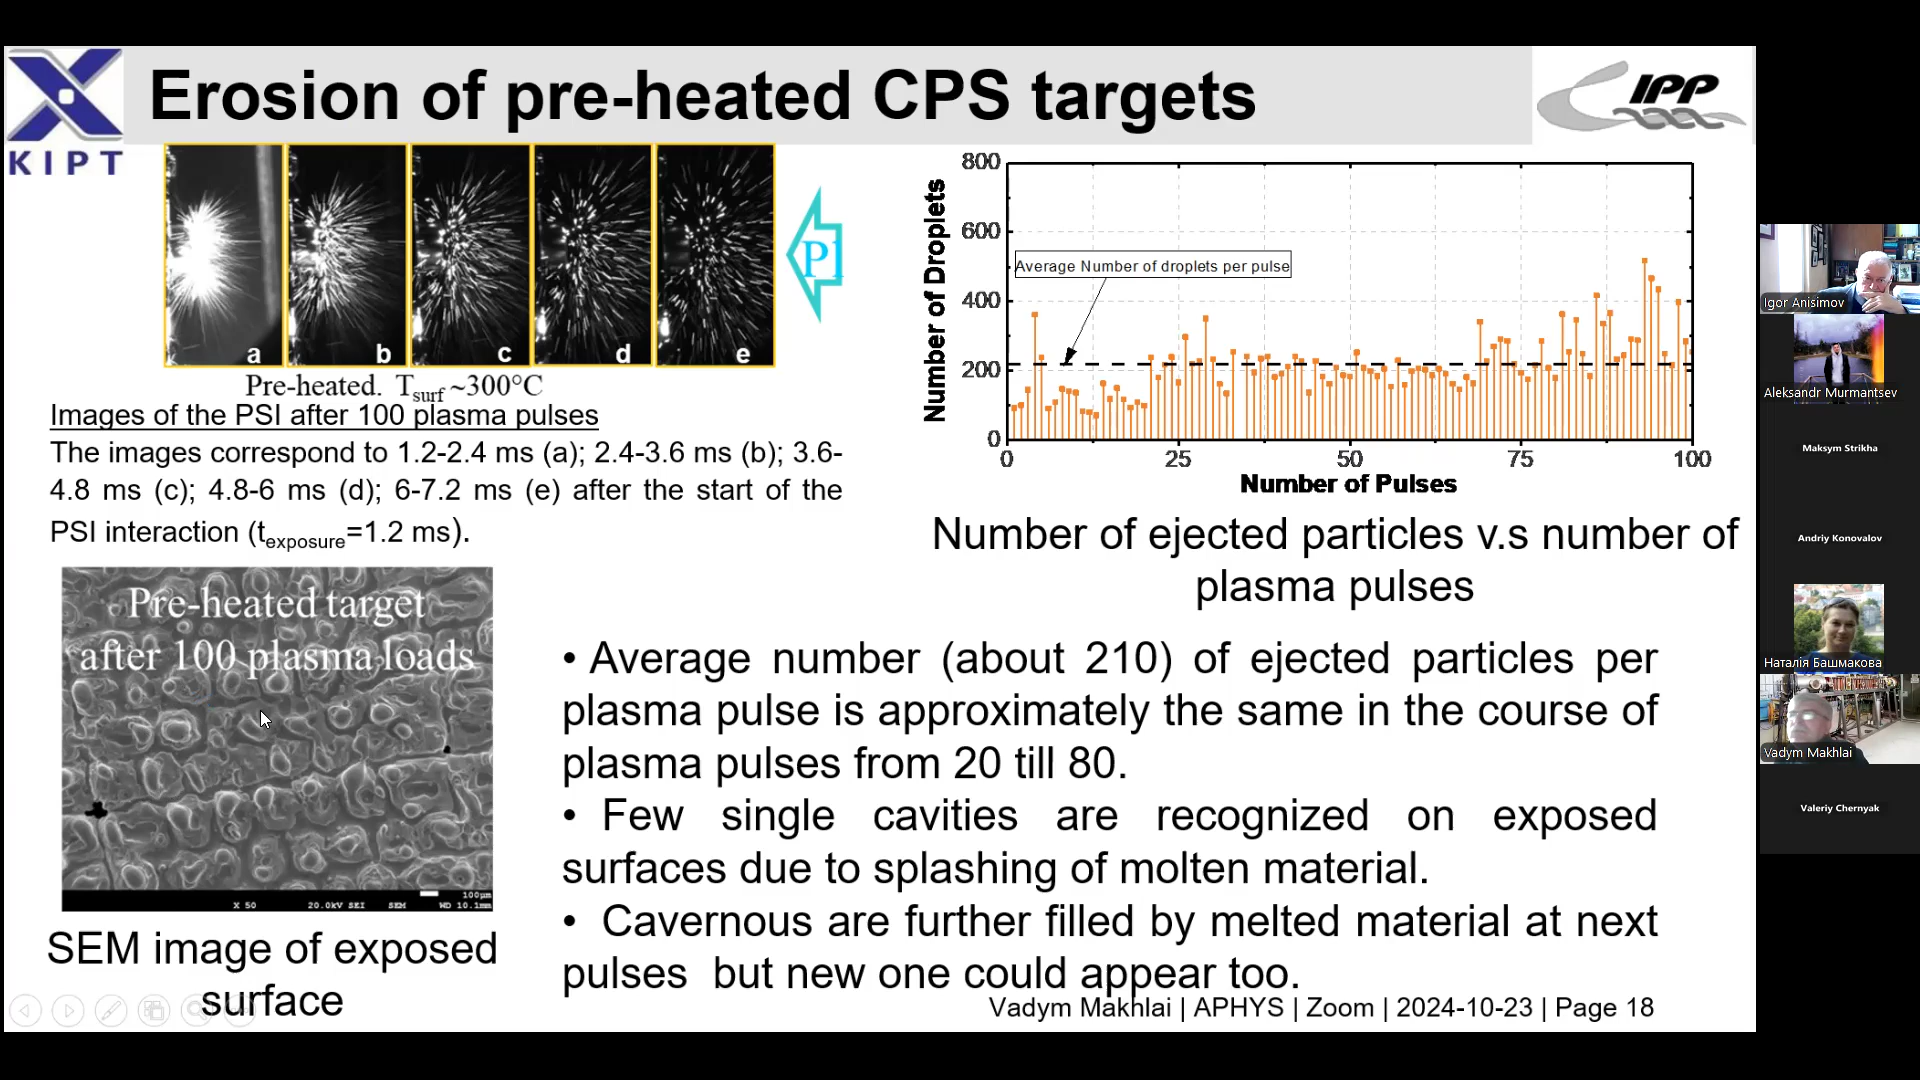 Erosion of pre-heated CPS targets
KIPT
IPP
a b c d e
Pl
Pre-heated. Tsurf ~300°C
Images of the PSI after 100 plasma pulses
The images correspond to 1.2-2.4 ms (a); 2.4-3.6 ms (b); 3.6-
4.8 ms (c); 4.8-6 ms (d); 6-7.2 ms (e) after the start of the
PSI interaction (texposure=1.2 ms).
Pre-heated target
after 100 plasma loads
100µm
X 50 20.0kV SEI SEM WD 10.1mm
SEM image of exposed
surface
Number of Droplets
800
600
400
200
0
Average Number of droplets per pulse
0 25 50 75 100
Number of Pulses
Number of ejected particles v.s number of
plasma pulses
• Average number (about 210) of ejected particles per
plasma pulse is approximately the same in the course of
plasma pulses from 20 till 80.
• Few single cavities are recognized on exposed
surfaces due to splashing of molten material.
• Cavernous are further filled by melted material at next
pulses but new one could appear too.
Vadym Makhlai | APHYS | Zoom | 2024-10-23 | Page 18
Igor Anisimov
Aleksandr Murmantsev
Maksym Strikha
Andriy Konovalov
Наталія Башмакова
Vadym Makhlai
Valeriy Chernyak